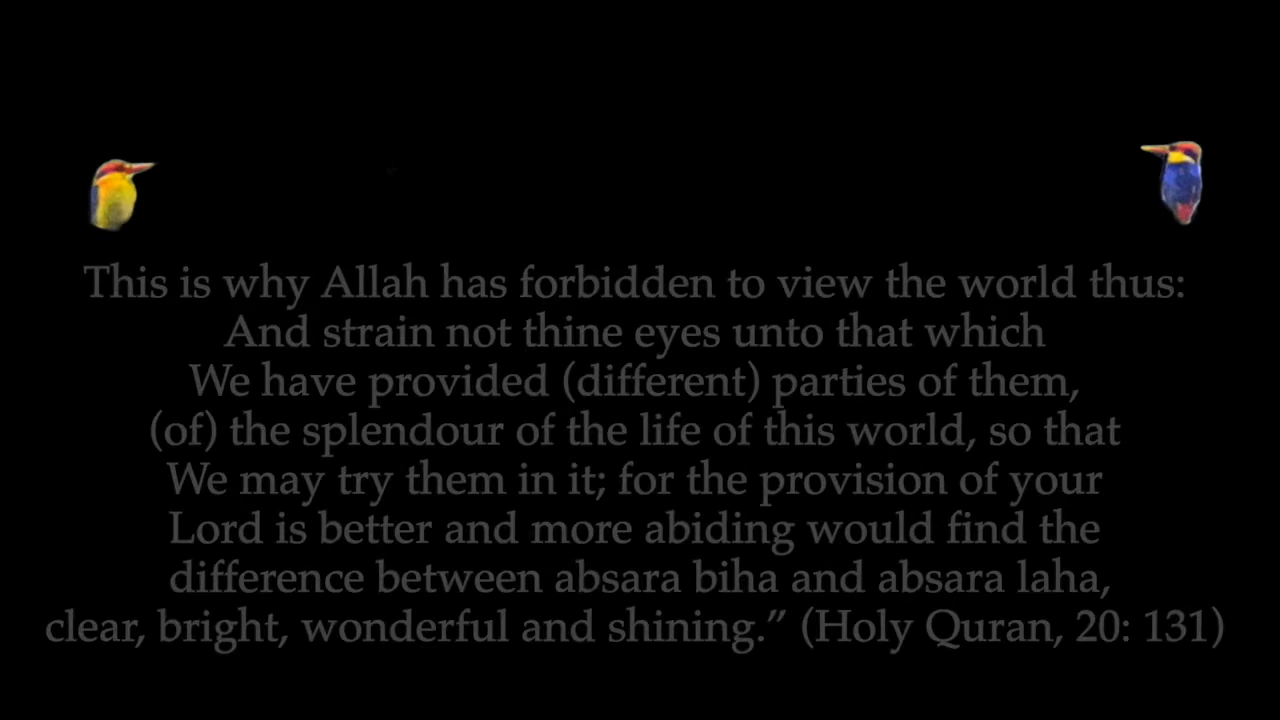 This is why Allah has forbidden to view the world thus:
And strain not thine eyes unto that which
We have provided (different) parties of them,
(of) the splendour of the life of this world, so that
We may try them in it; for the provision of your
Lord is better and more abiding would find the
difference between absara biha and absara laha,
clear, bright, wonderful and shining.” (Holy Quran, 20: 131)